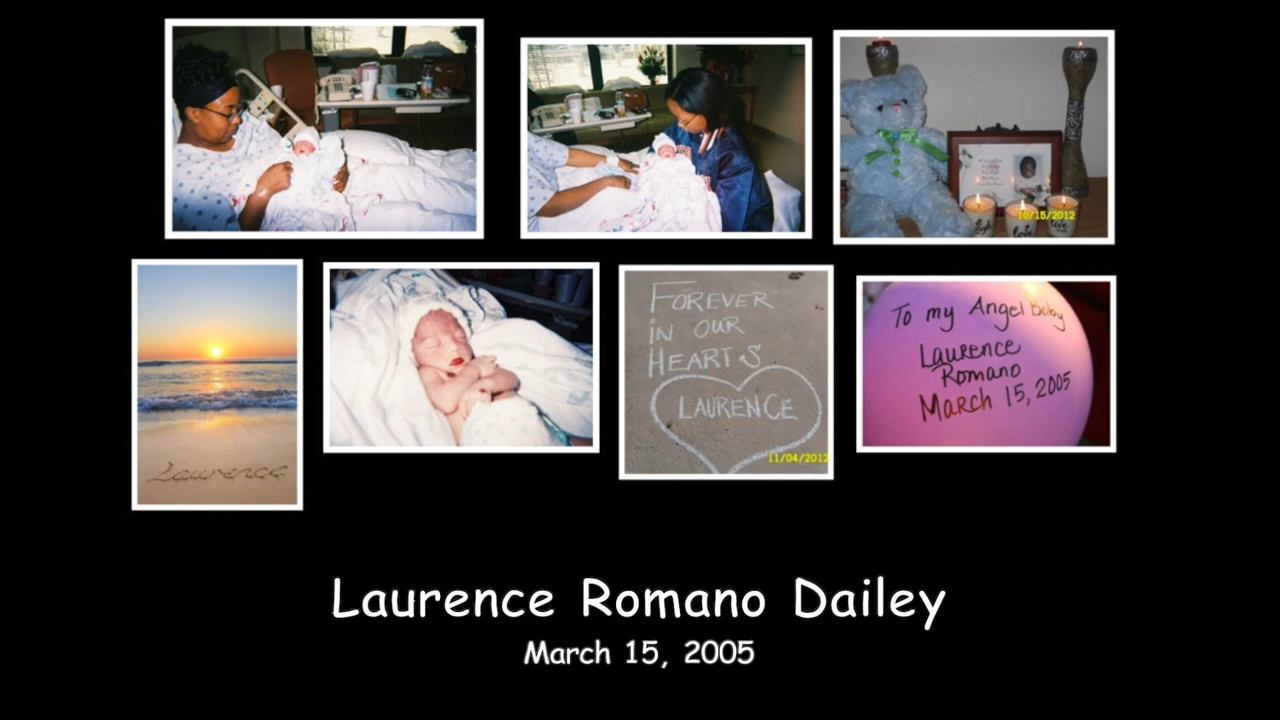 10/15/2012
love
Laurence
FOREVER
IN OUR
HEARTS
LAURENCE
11/04/2012
To my Angel Baby
Laurence
Romano
March 15, 2005
Laurence Romano Dailey
March 15, 2005